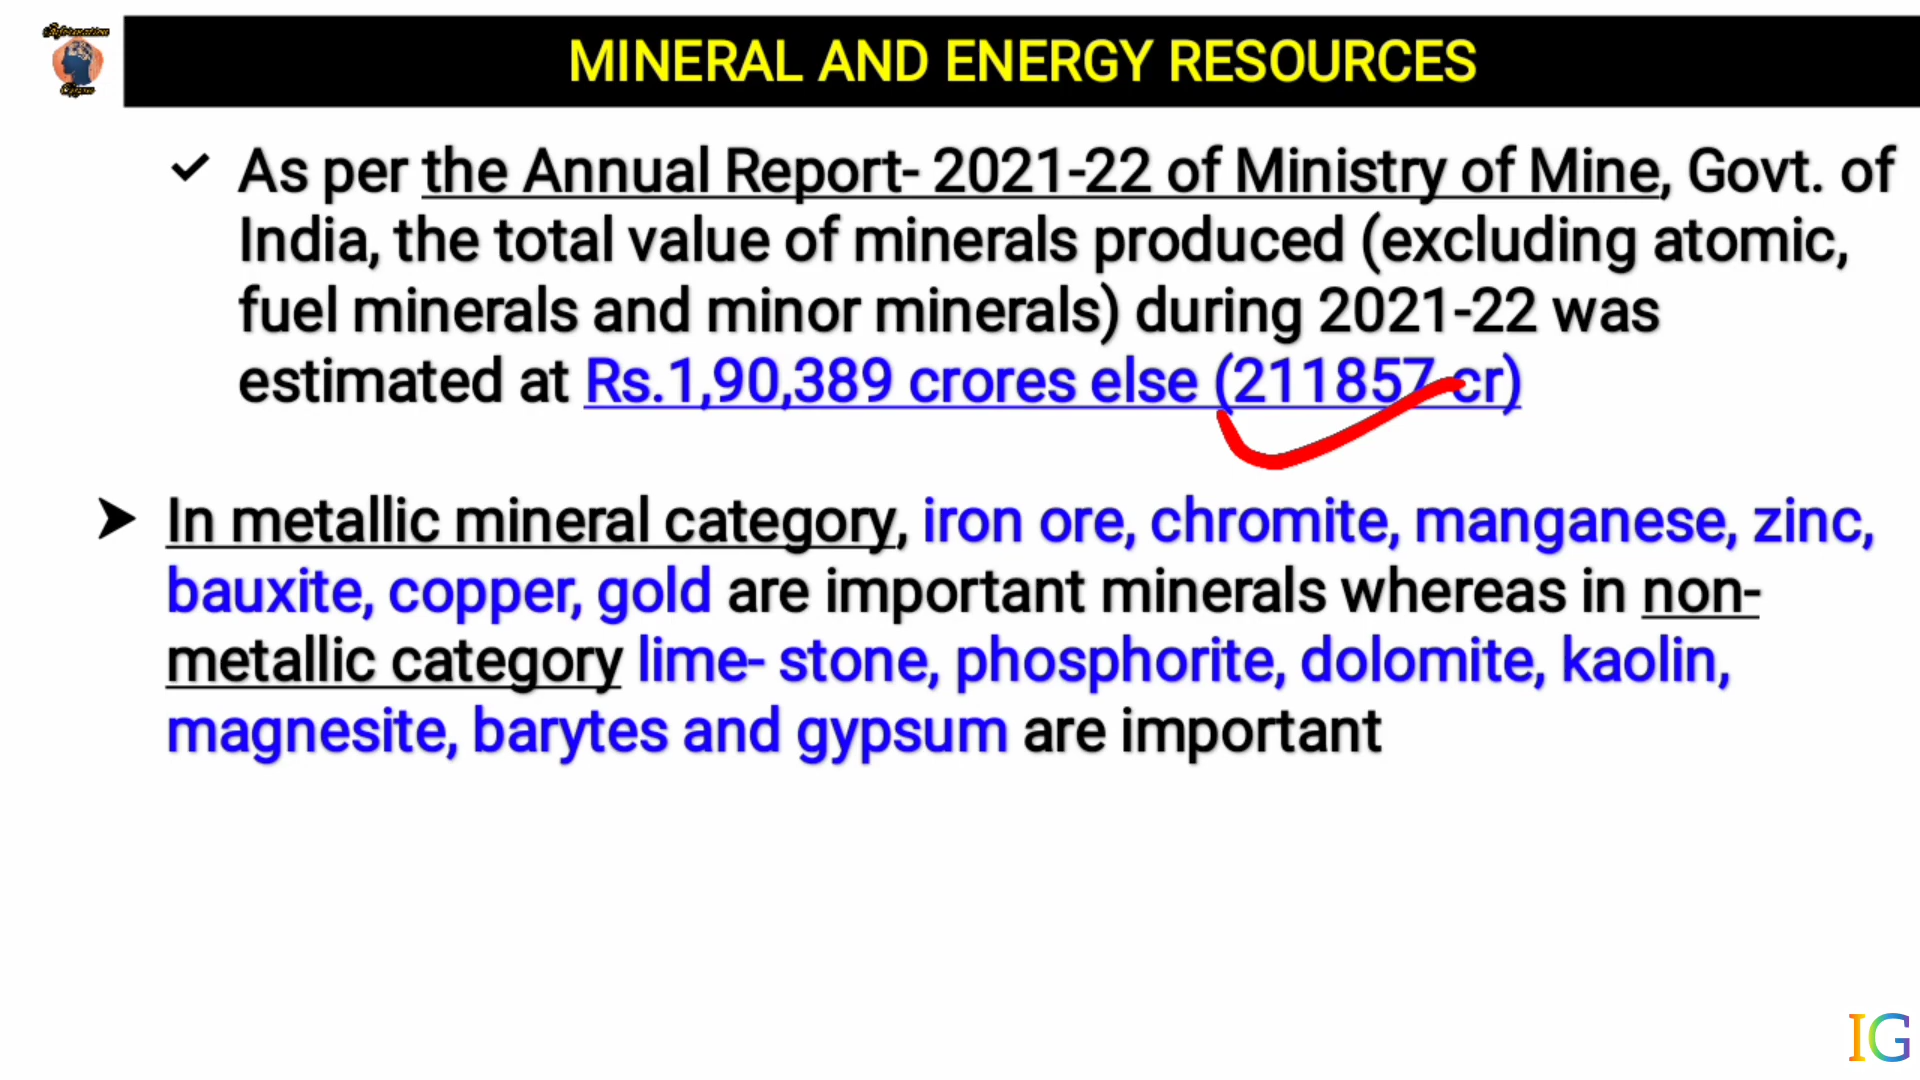 MINERAL AND ENERGY RESOURCES
As per the Annual Report- 2021-22 of Ministry of Mine, Govt. of
India, the total value of minerals produced (excluding atomic,
fuel minerals and minor minerals) during 2021-22 was
estimated at Rs.1,90,389 crores else (211857 cr)
In metallic mineral category, iron ore, chromite, manganese, zinc,
bauxite, copper, gold are important minerals whereas in non-
metallic category lime- stone, phosphorite, dolomite, kaolin,
magnesite, barytes and gypsum are important
IG